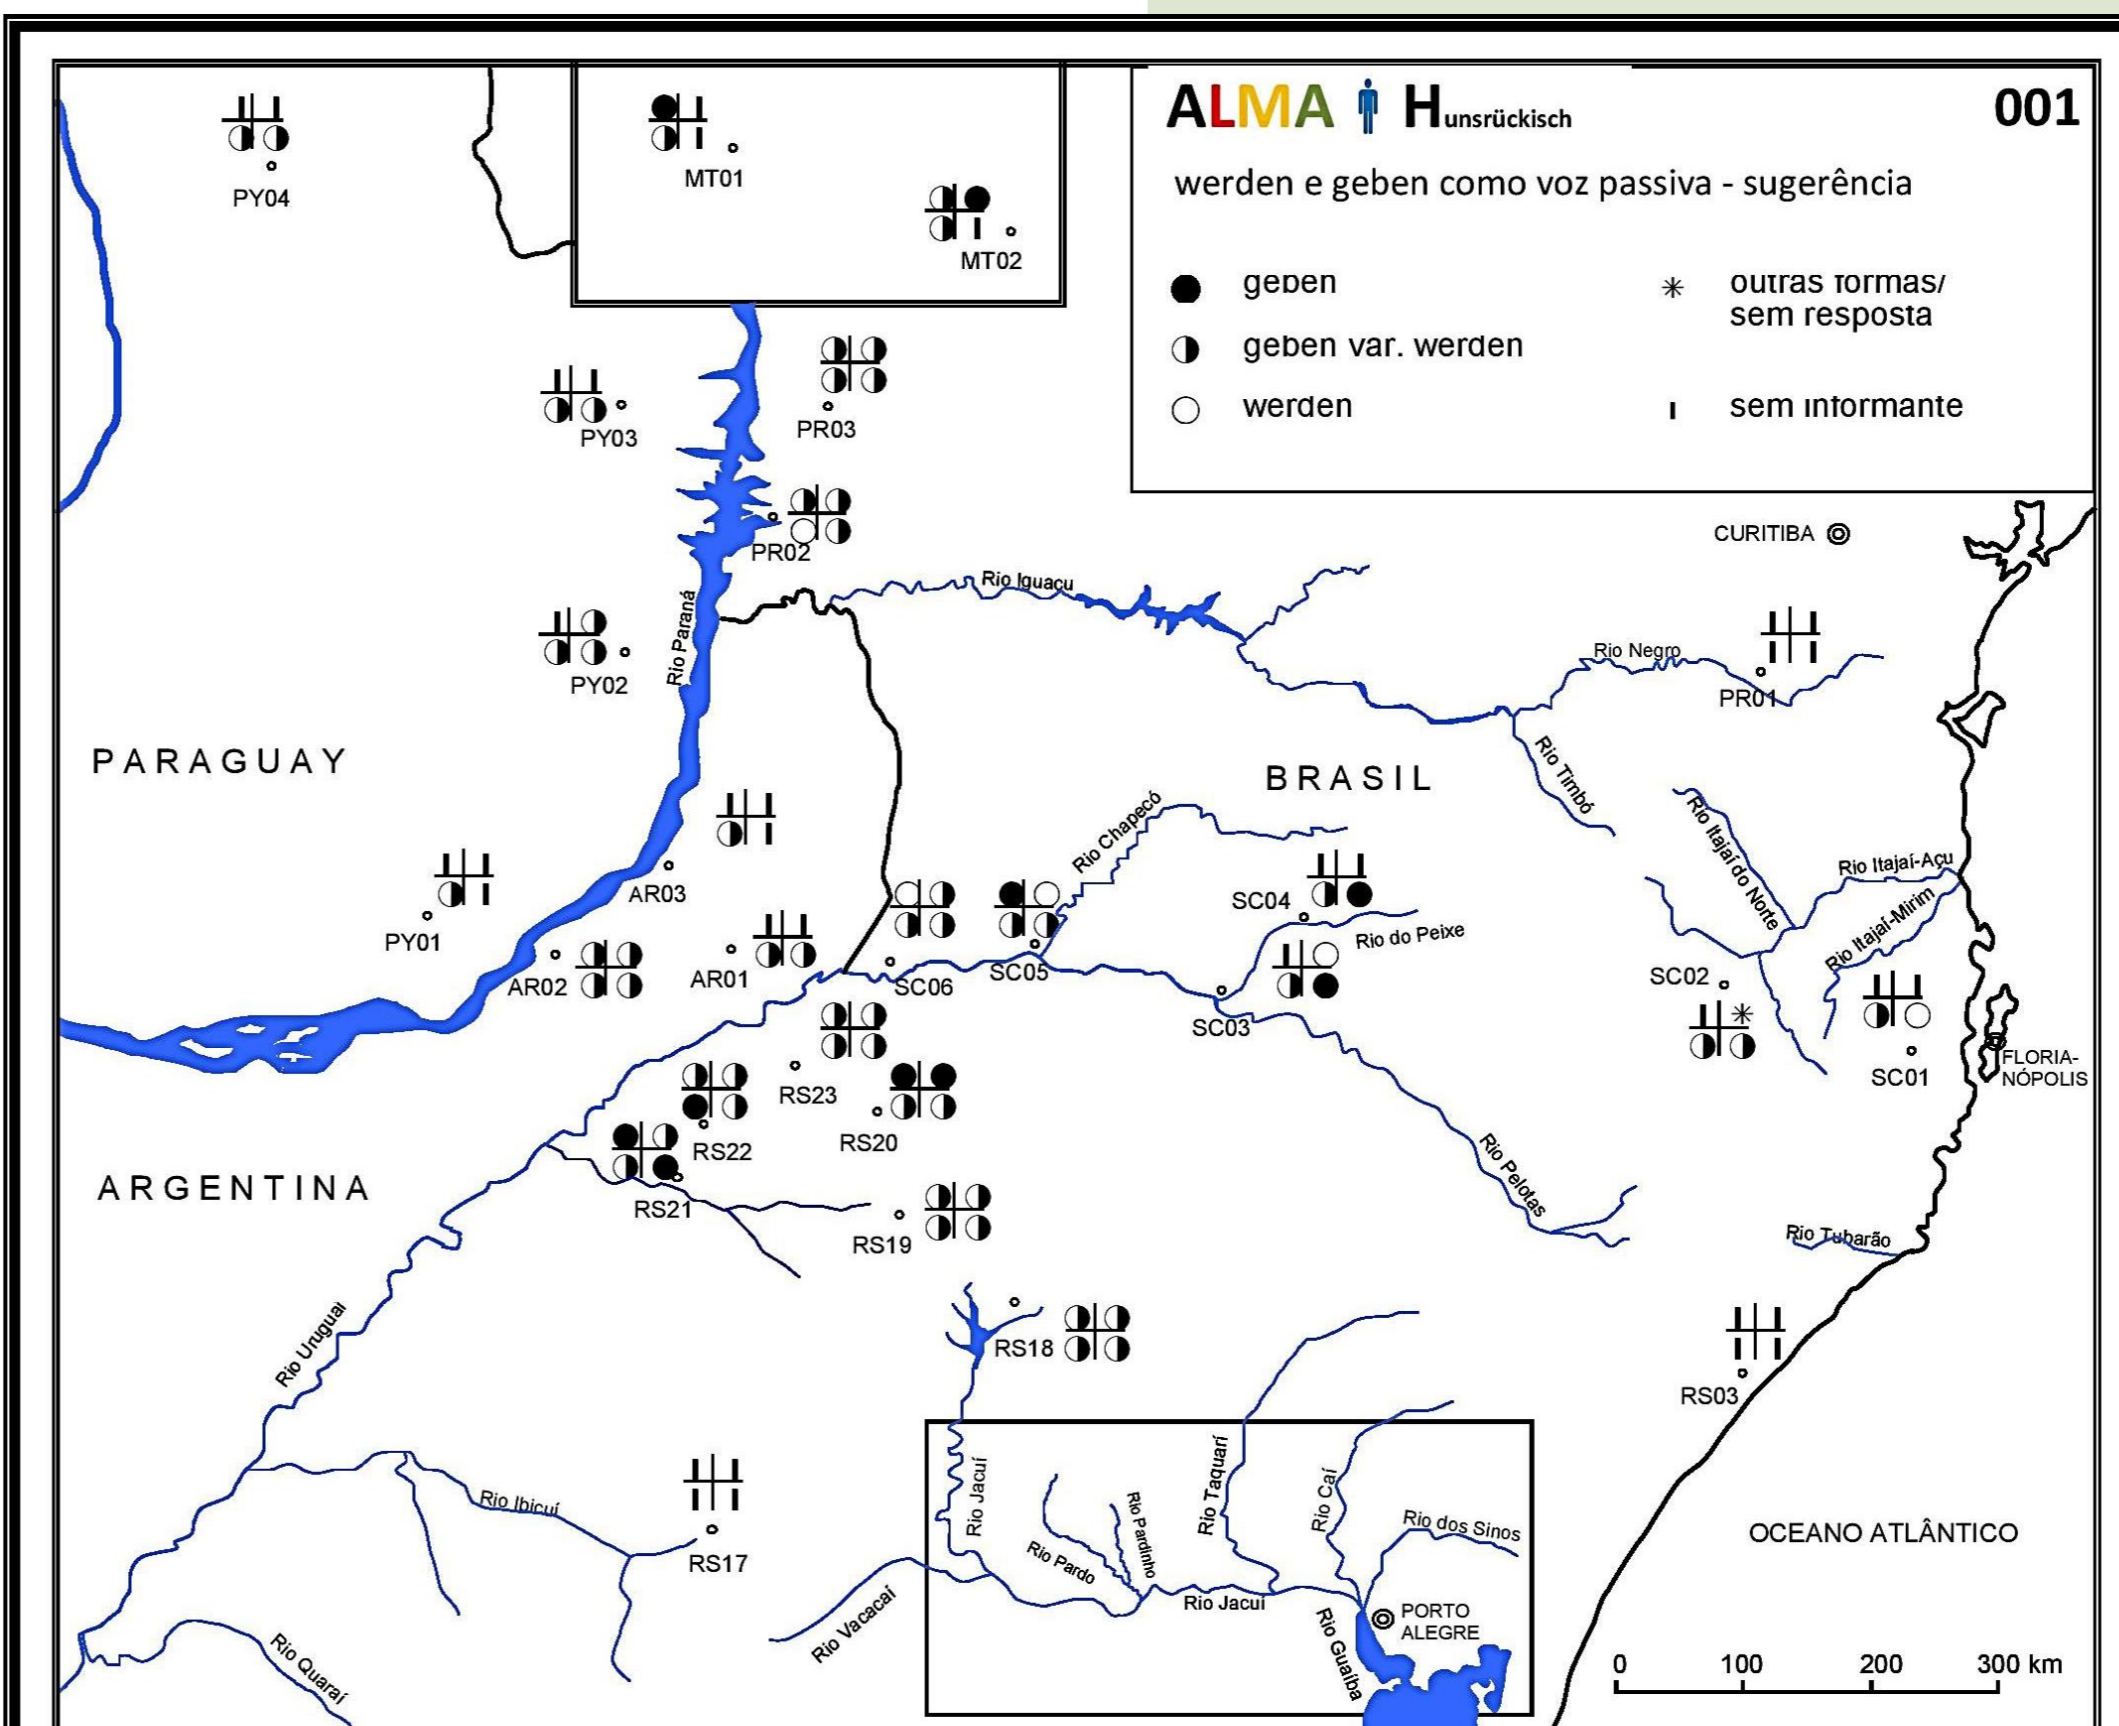 ALMA Hunsrückisch
001
werden e geben como voz passiva - sugerência
geben
geben var. werden
werden
outras formas/
sem resposta
sem informante
PY04
MT01
MT02
PY03
PR03
PR02
PY02
Rio Paraná
Rio Iguaçu
CURITIBA
Rio Negro
PR01
PARAGUAY
BRASIL
Rio Timbó
Rio Chapecó
Rio Itajaí do Norte
Rio Itajaí-Açu
Rio Itajaí-Mirim
AR03
PY01
AR02
AR01
SC06
SC05
SC04
Rio do Peixe
SC03
SC02
SC01
FLORIA-
NÓPOLIS
RS23
RS22
RS20
RS21
RS19
ARGENTINA
Rio Pelotas
Rio Tubarão
Rio Uruguai
RS18
RS03
Rio Ibicuí
RS17
Rio Jacuí
Rio Pardo
Rio Pardinho
Rio Taquarí
Rio Caí
Rio dos Sinos
Rio Jacuí
Rio Vacacaí
Rio Guaíba
PORTO
ALEGRE
Rio Quaraí
OCEANO ATLÂNTICO
0 100 200 300 km